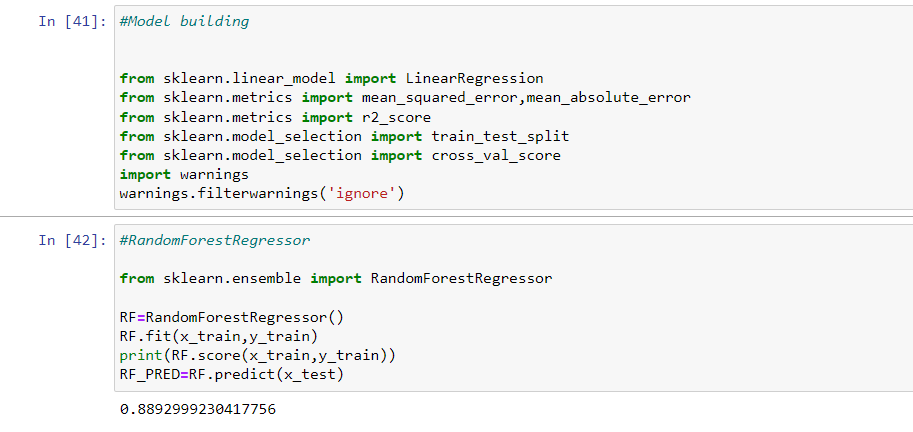 In [41]: #Model building
from sklearn.linear_model import LinearRegression
from sklearn.metrics import mean_squared_error,mean_absolute_error
from sklearn.metrics import r2_score
from sklearn.model_selection import train_test_split
from sklearn.model_selection import cross_val_score
import warnings
warnings.filterwarnings('ignore')
In [42]: #RandomForestRegressor
from sklearn.ensemble import RandomForestRegressor
RF=RandomForestRegressor()
RF.fit(x_train,y_train)
print(RF.score(x_train,y_train))
RF_PRED=RF.predict(x_test)
0.8892999230417756